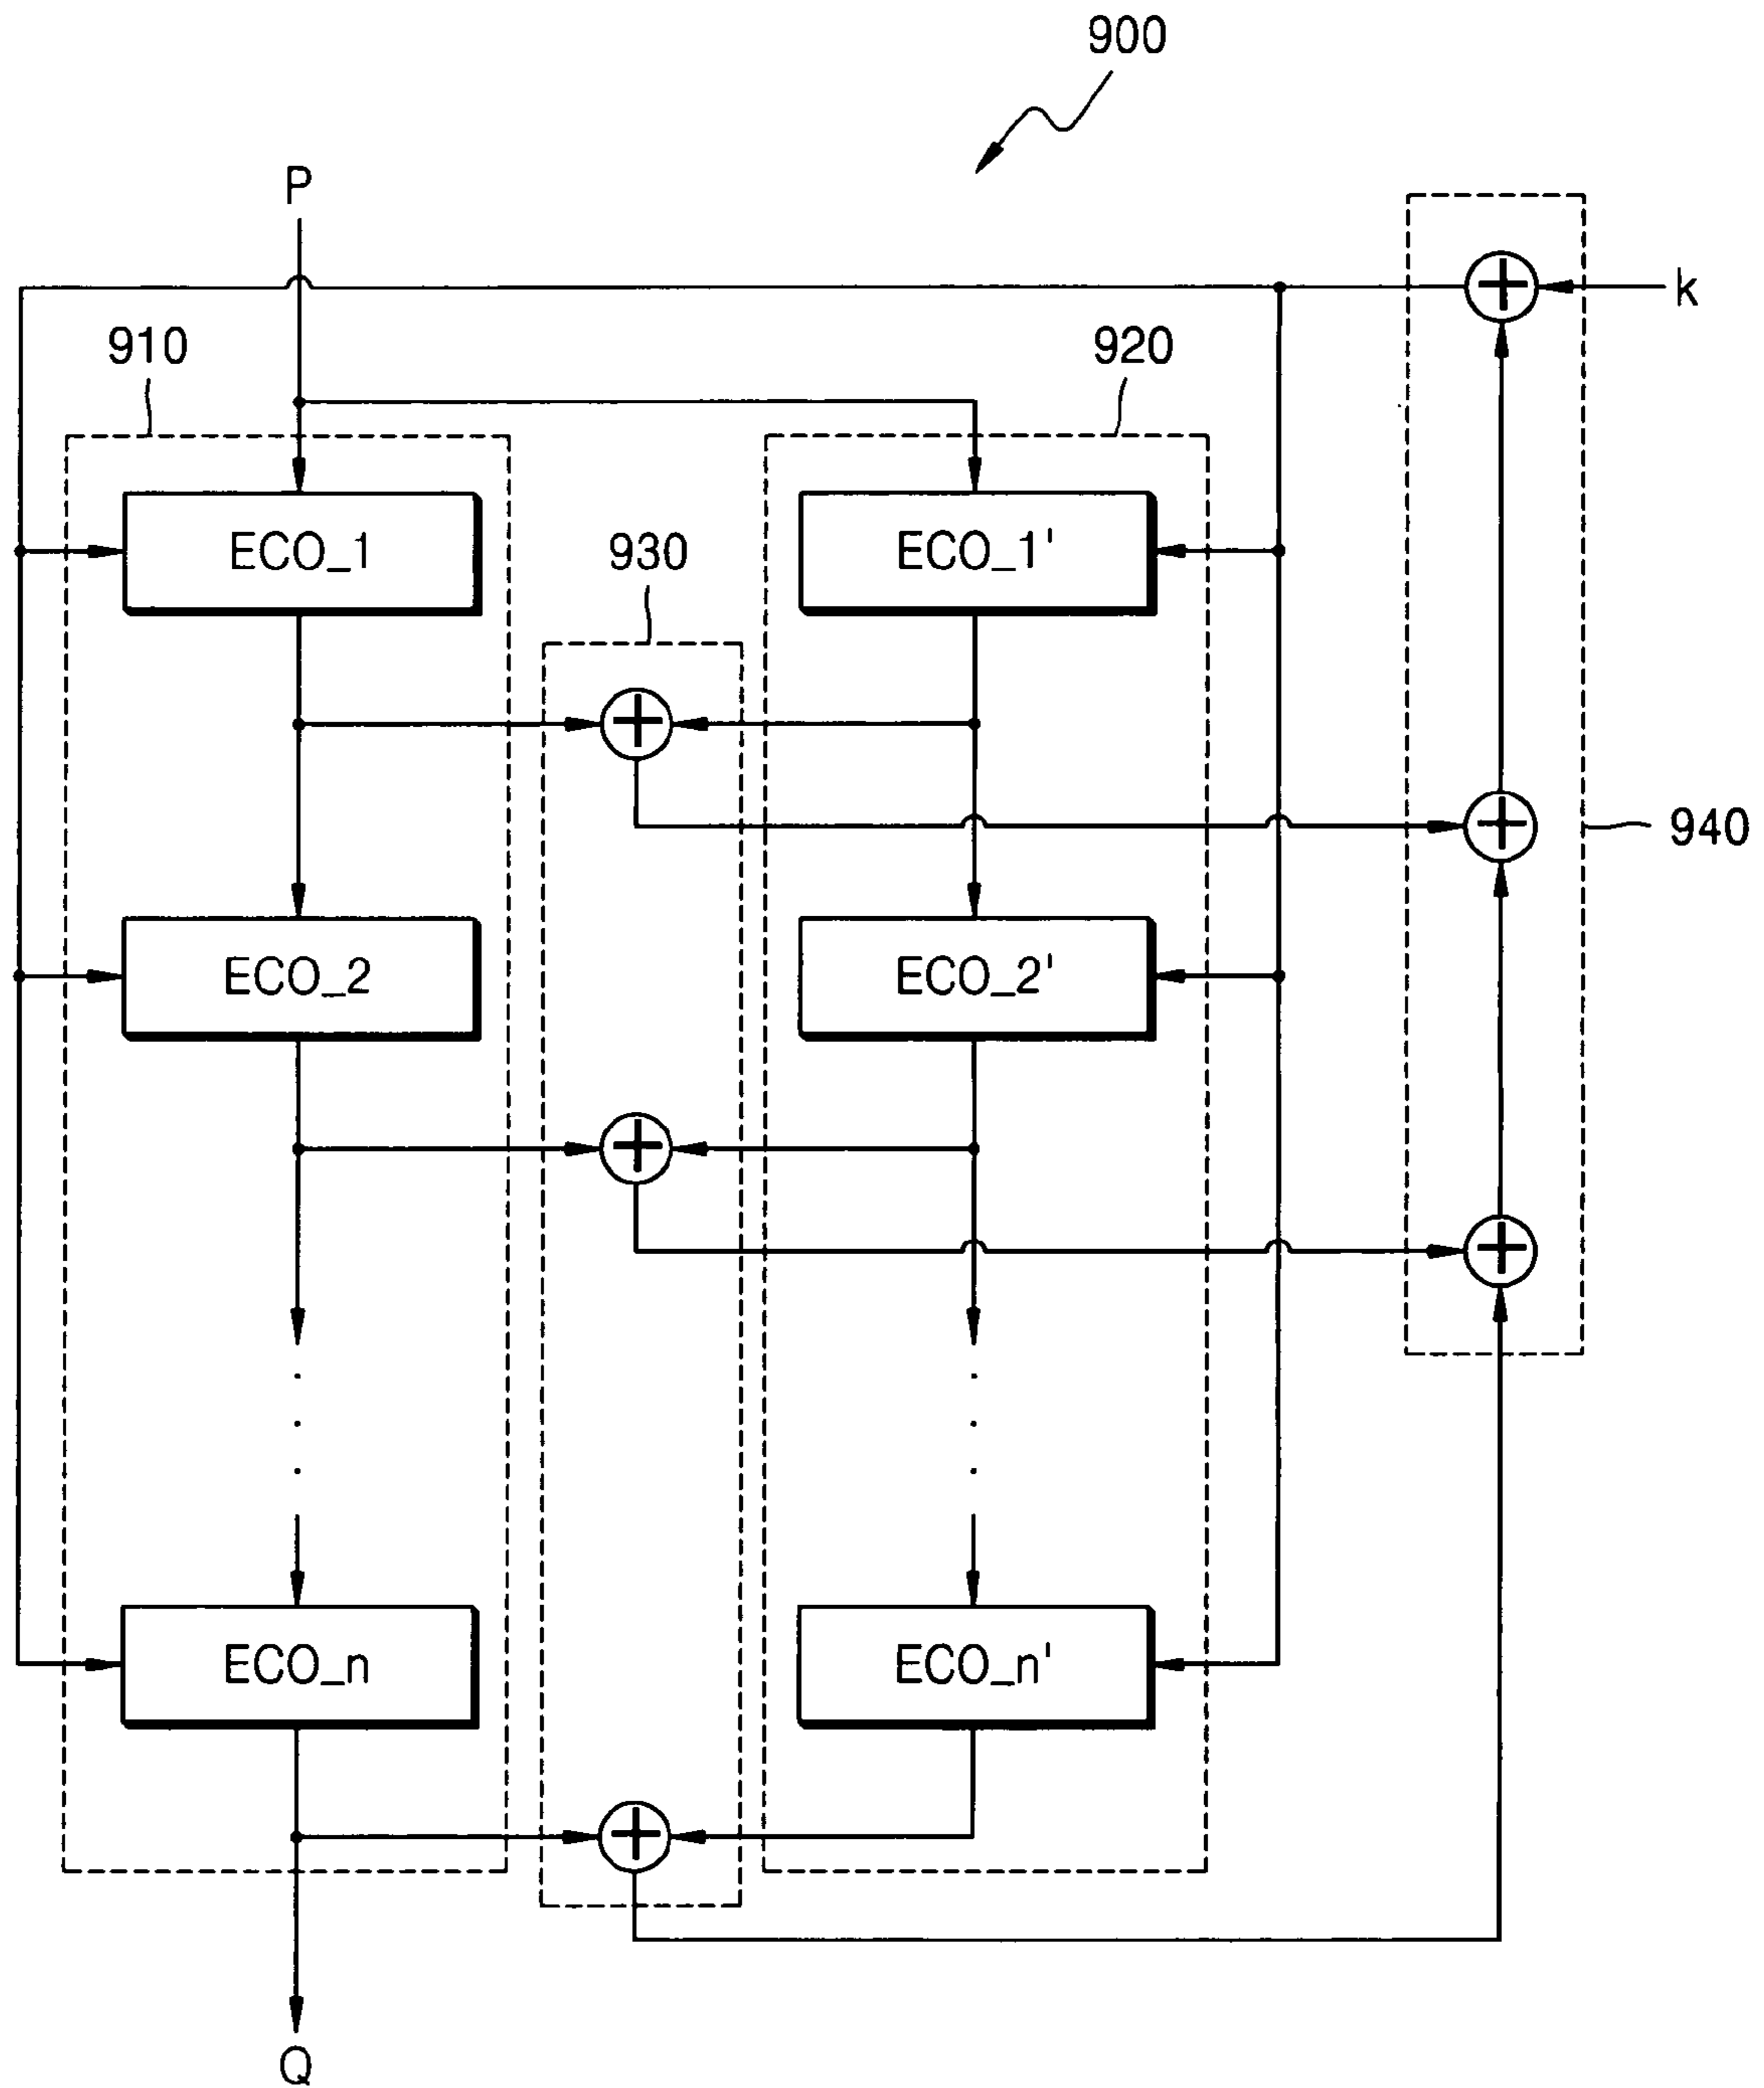 900
P
k
910
920
ECO_1
ECO_1'
930
940
ECO_2
ECO_2'
ECO_n
ECO_n'
Q